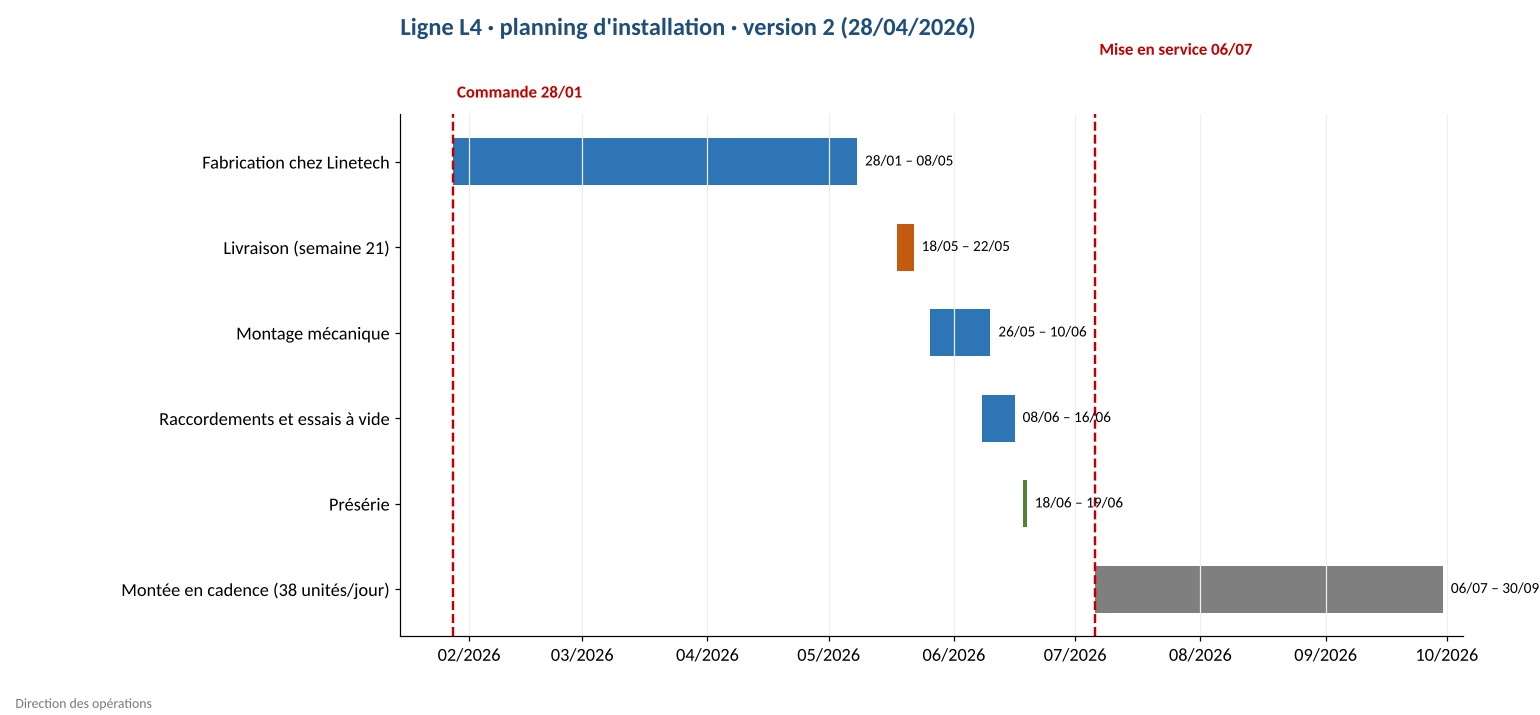 Ligne L4 · planning d'installation · version 2 (28/04/2026)
Mise en service 06/07
Commande 28/01
Fabrication chez Linetech
28/01 – 08/05
Livraison (semaine 21)
18/05 – 22/05
Montage mécanique
26/05 – 10/06
Raccordements et essais à vide
08/06 – 16/06
Présérie
18/06 – 19/06
Montée en cadence (38 unités/jour)
06/07 – 30/09
02/2026 03/2026 04/2026 05/2026 06/2026 07/2026 08/2026 09/2026 10/2026
Direction des opérations